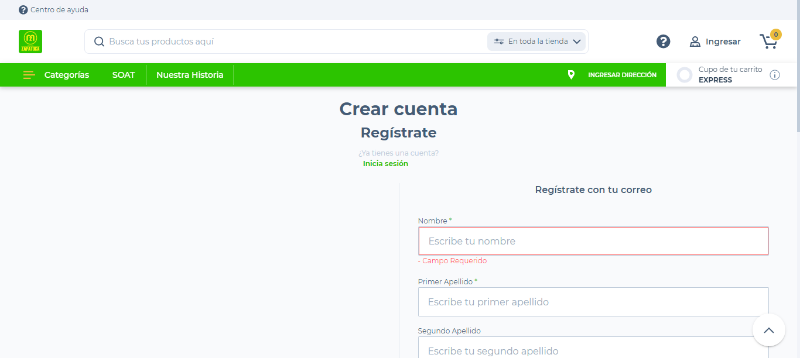 Centro de ayuda
Busca tus productos aquí
En toda la tienda
Ingresar
0
Categorías
SOAT
Nuestra Historia
INGRESAR DIRECCIÓN
Cupo de tu carrito
EXPRESS
Crear cuenta
Regístrate
¿Ya tienes una cuenta?
Inicia sesión
Regístrate con tu correo
Nombre *
Escribe tu nombre
- Campo Requerido
Primer Apellido *
Escribe tu primer apellido
Segundo Apellido
Escribe tu segundo apellido